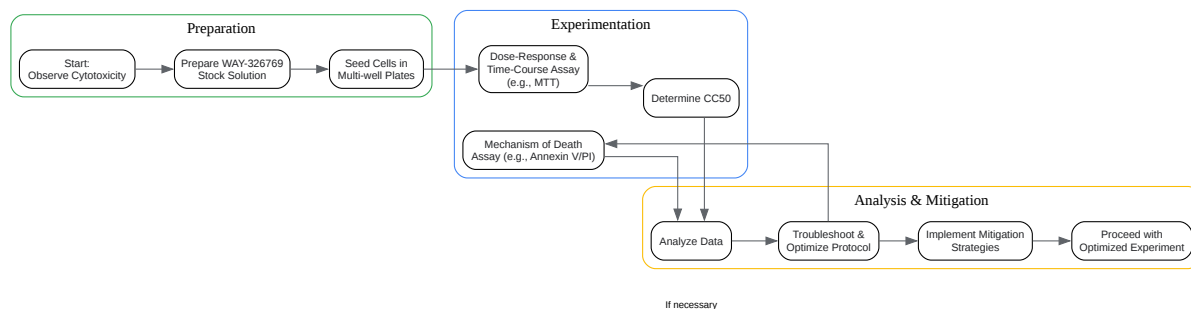 Preparation
Start:
Observe Cytotoxicity
Prepare WAY-326769
Stock Solution
Seed Cells in
Multi-well Plates
Experimentation
Dose-Response &
Time-Course Assay
(e.g., MTT)
Determine CC50
Mechanism of Death
Assay (e.g., Annexin V/PI)
Analysis & Mitigation
Analyze Data
Troubleshoot &
Optimize Protocol
Implement Mitigation
Strategies
Proceed with
Optimized Experiment
If necessary